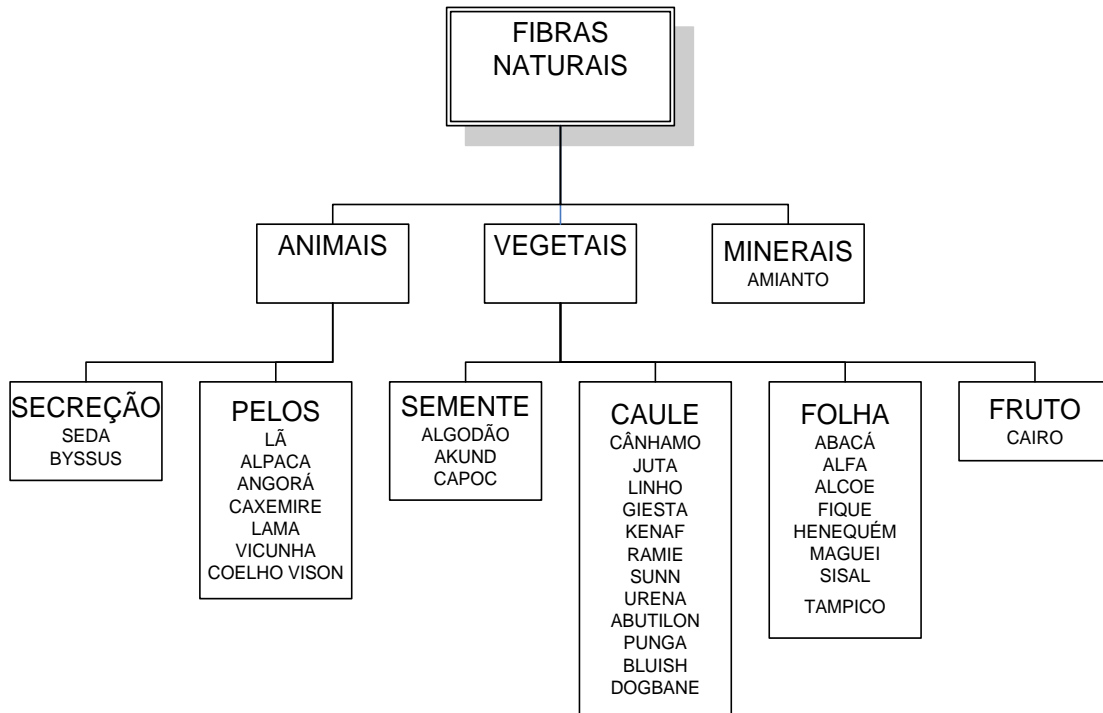 FIBRAS
NATURAIS
ANIMAIS
VEGETAIS
MINERAIS
AMIANTO
SECREÇÃO
SEDA
BYSSUS
PELOS
LÃ
ALPACA
ANGORÁ
CAXEMIRE
LAMA
VICUNHA
COELHO VISON
SEMENTE
ALGODÃO
AKUND
CAPOC
CAULE
CÂNHAMO
JUTA
LINHO
GIESTA
KENAF
RAMIE
SUNN
URENA
ABUTILON
PUNGA
BLUISH
DOGBANE
FOLHA
ABACÁ
ALFA
ALCOE
FIQUE
HENEQUÉM
MAGUEI
SISAL
TAMPICO
FRUTO
CAIRO